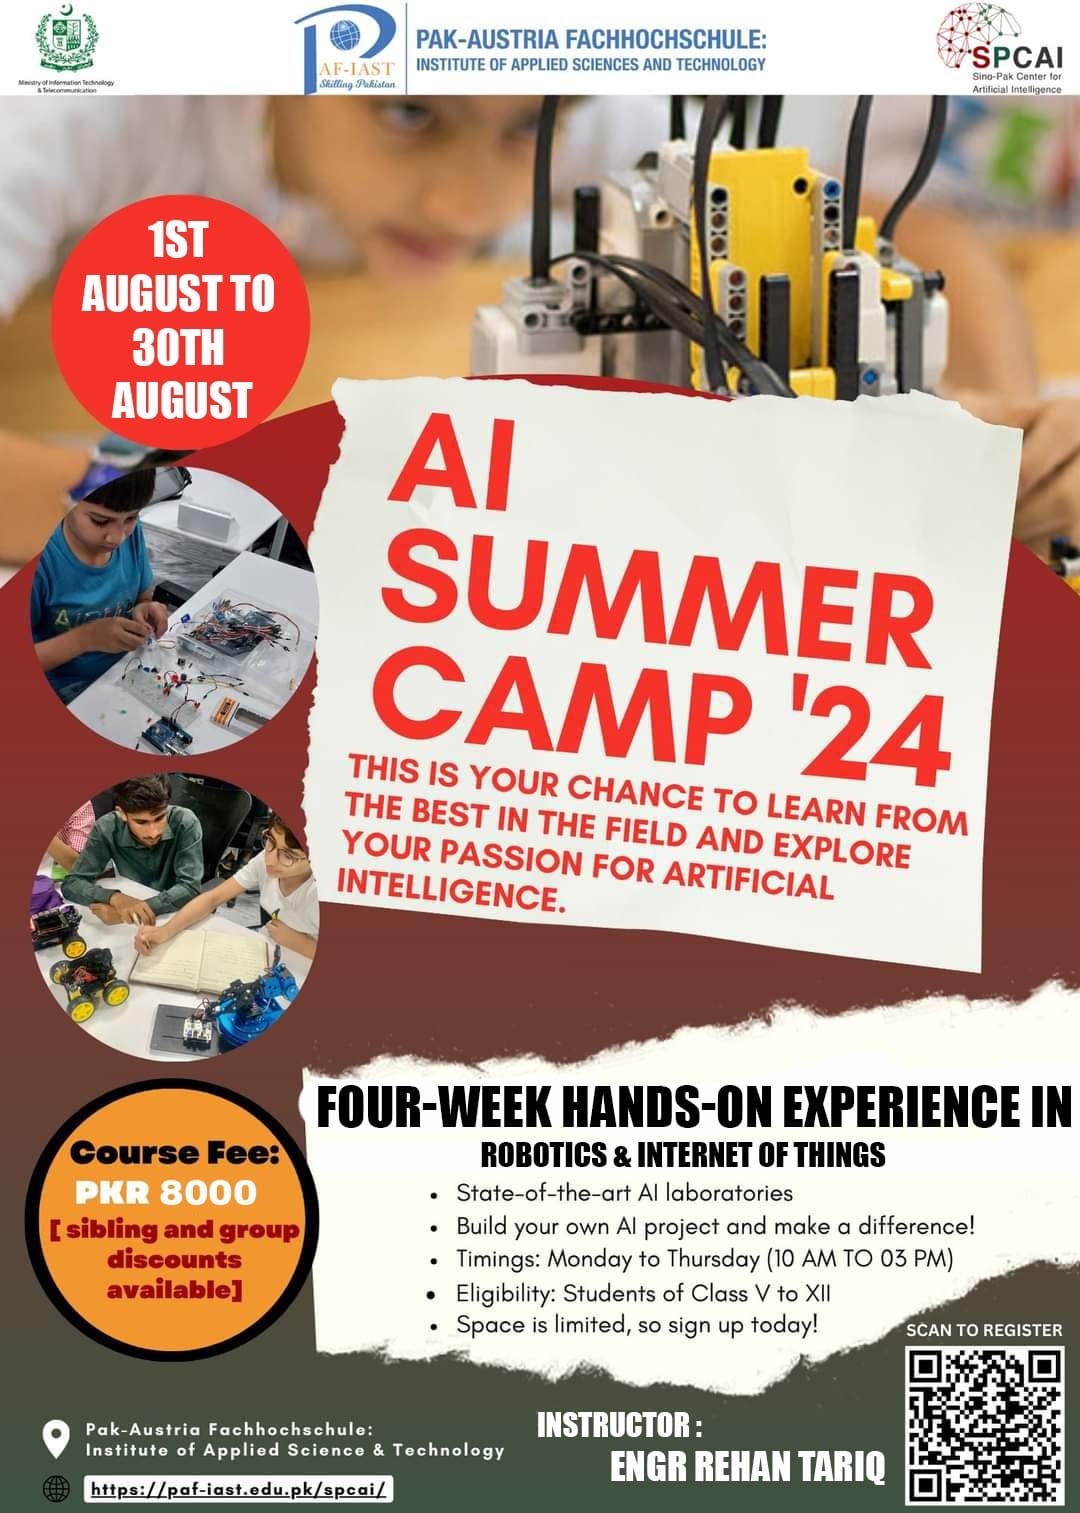 Ministry of Information Technology
& Telecommunication
PAF-IAST
Skilling Pakistan
PAK-AUSTRIA FACHHOCHSCHULE:
INSTITUTE OF APPLIED SCIENCES AND TECHNOLOGY
SPCAI
Sino-Pak Center for
Artificial Intelligence
1ST
AUGUST TO
30TH
AUGUST
AI
SUMMER
CAMP '24
THIS IS YOUR CHANCE TO LEARN FROM
THE BEST IN THE FIELD AND EXPLORE
YOUR PASSION FOR ARTIFICIAL
INTELLIGENCE.
FOUR-WEEK HANDS-ON EXPERIENCE IN
ROBOTICS & INTERNET OF THINGS
• State-of-the-art AI laboratories
• Build your own AI project and make a difference!
• Timings: Monday to Thursday (10 AM TO 03 PM)
• Eligibility: Students of Class V to XII
• Space is limited, so sign up today!
Course Fee:
PKR 8000
[ sibling and group
discounts
available]
SCAN TO REGISTER
INSTRUCTOR :
ENGR REHAN TARIQ
Pak-Austria Fachhochschule:
Institute of Applied Science & Technology
https://paf-iast.edu.pk/spcai/